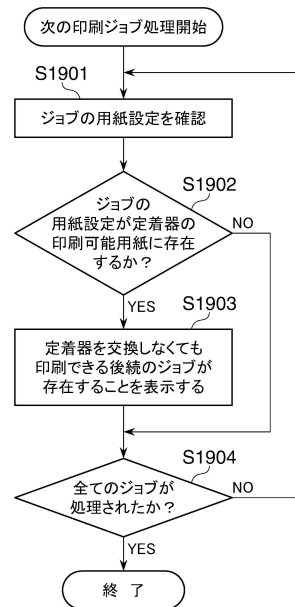 次の印刷ジョブ処理開始
S1901
ジョブの用紙設定を確認
S1902
ジョブの
用紙設定が定着器の
印刷可能用紙に存在
するか？
NO
YES
S1903
定着器を交換しなくても
印刷できる後続のジョブが
存在することを表示する
S1904
全てのジョブが
処理されたか？
NO
YES
終 了